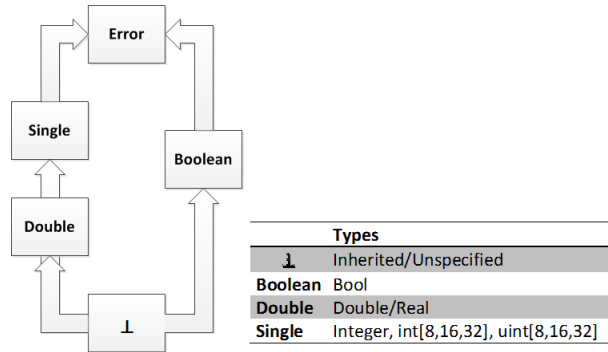 Error
Single
Boolean
Double
⊥
Types
⊥ Inherited/Unspecified
Boolean Bool
Double Double/Real
Single Integer, int[8,16,32], uint[8,16,32]